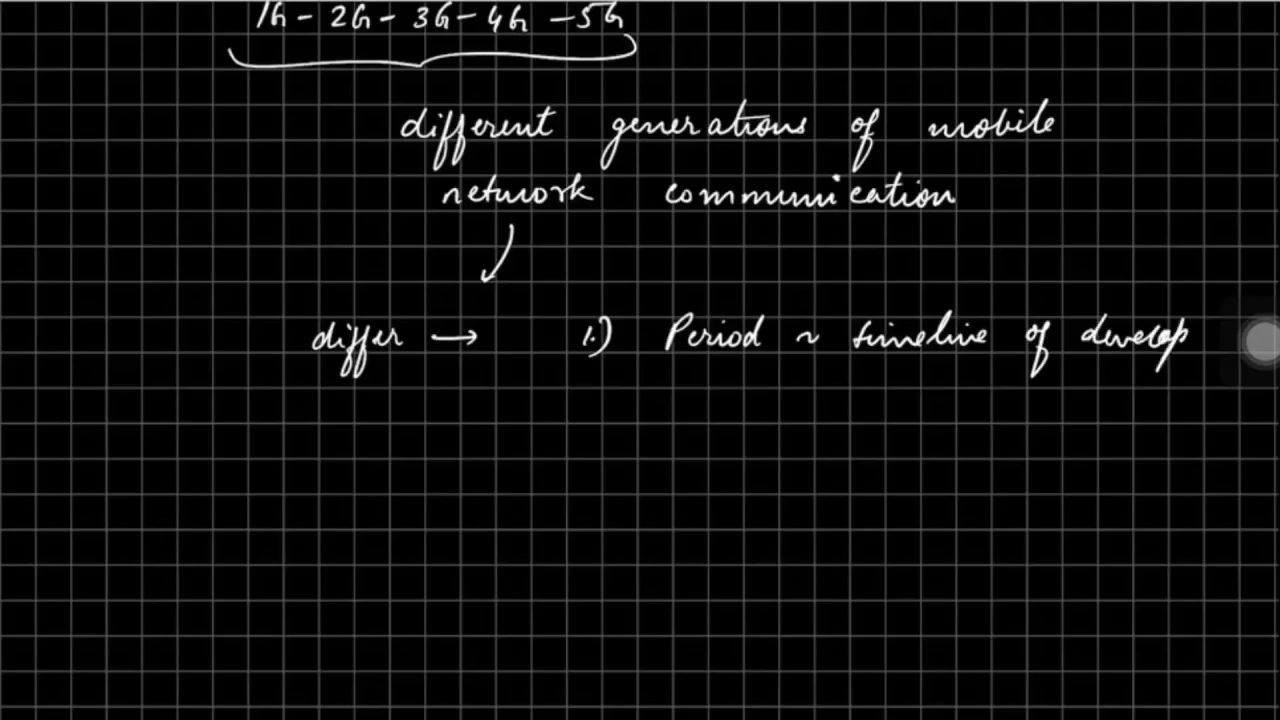 1G - 2G - 3G - 4G - 5G
different generations of mobile
network communication
differ → 1.) Period ~ timeline of develop